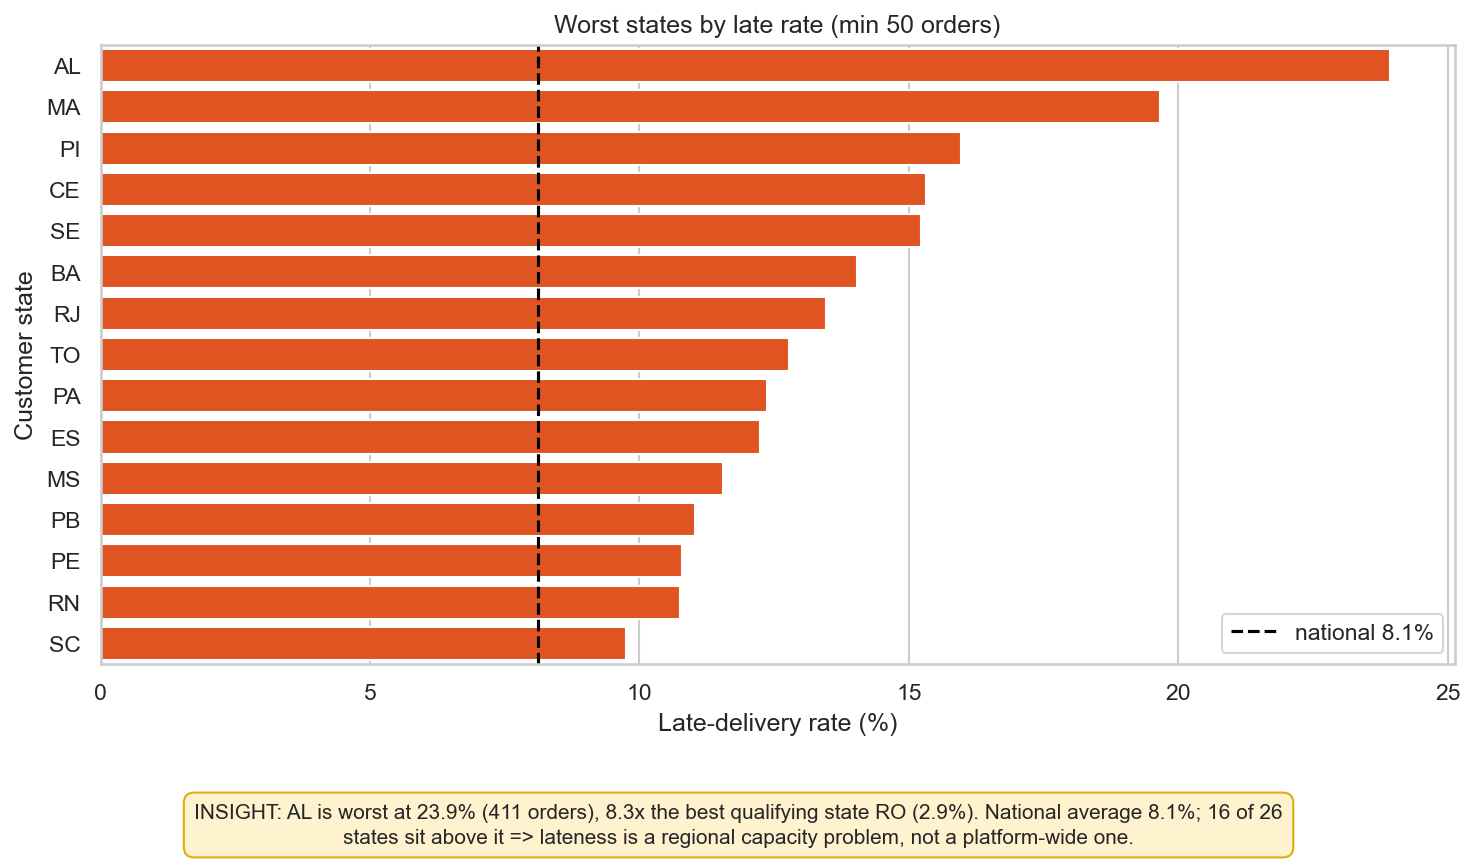 Worst states by late rate (min 50 orders)
AL
MA
PI
CE
SE
BA
RJ
TO
PA
ES
MS
PB
PE
RN
SC
Customer state
national 8.1%
0 5 10 15 20 25
Late-delivery rate (%)
INSIGHT: AL is worst at 23.9% (411 orders), 8.3x the best qualifying state RO (2.9%). National average 8.1%; 16 of 26
states sit above it => lateness is a regional capacity problem, not a platform-wide one.